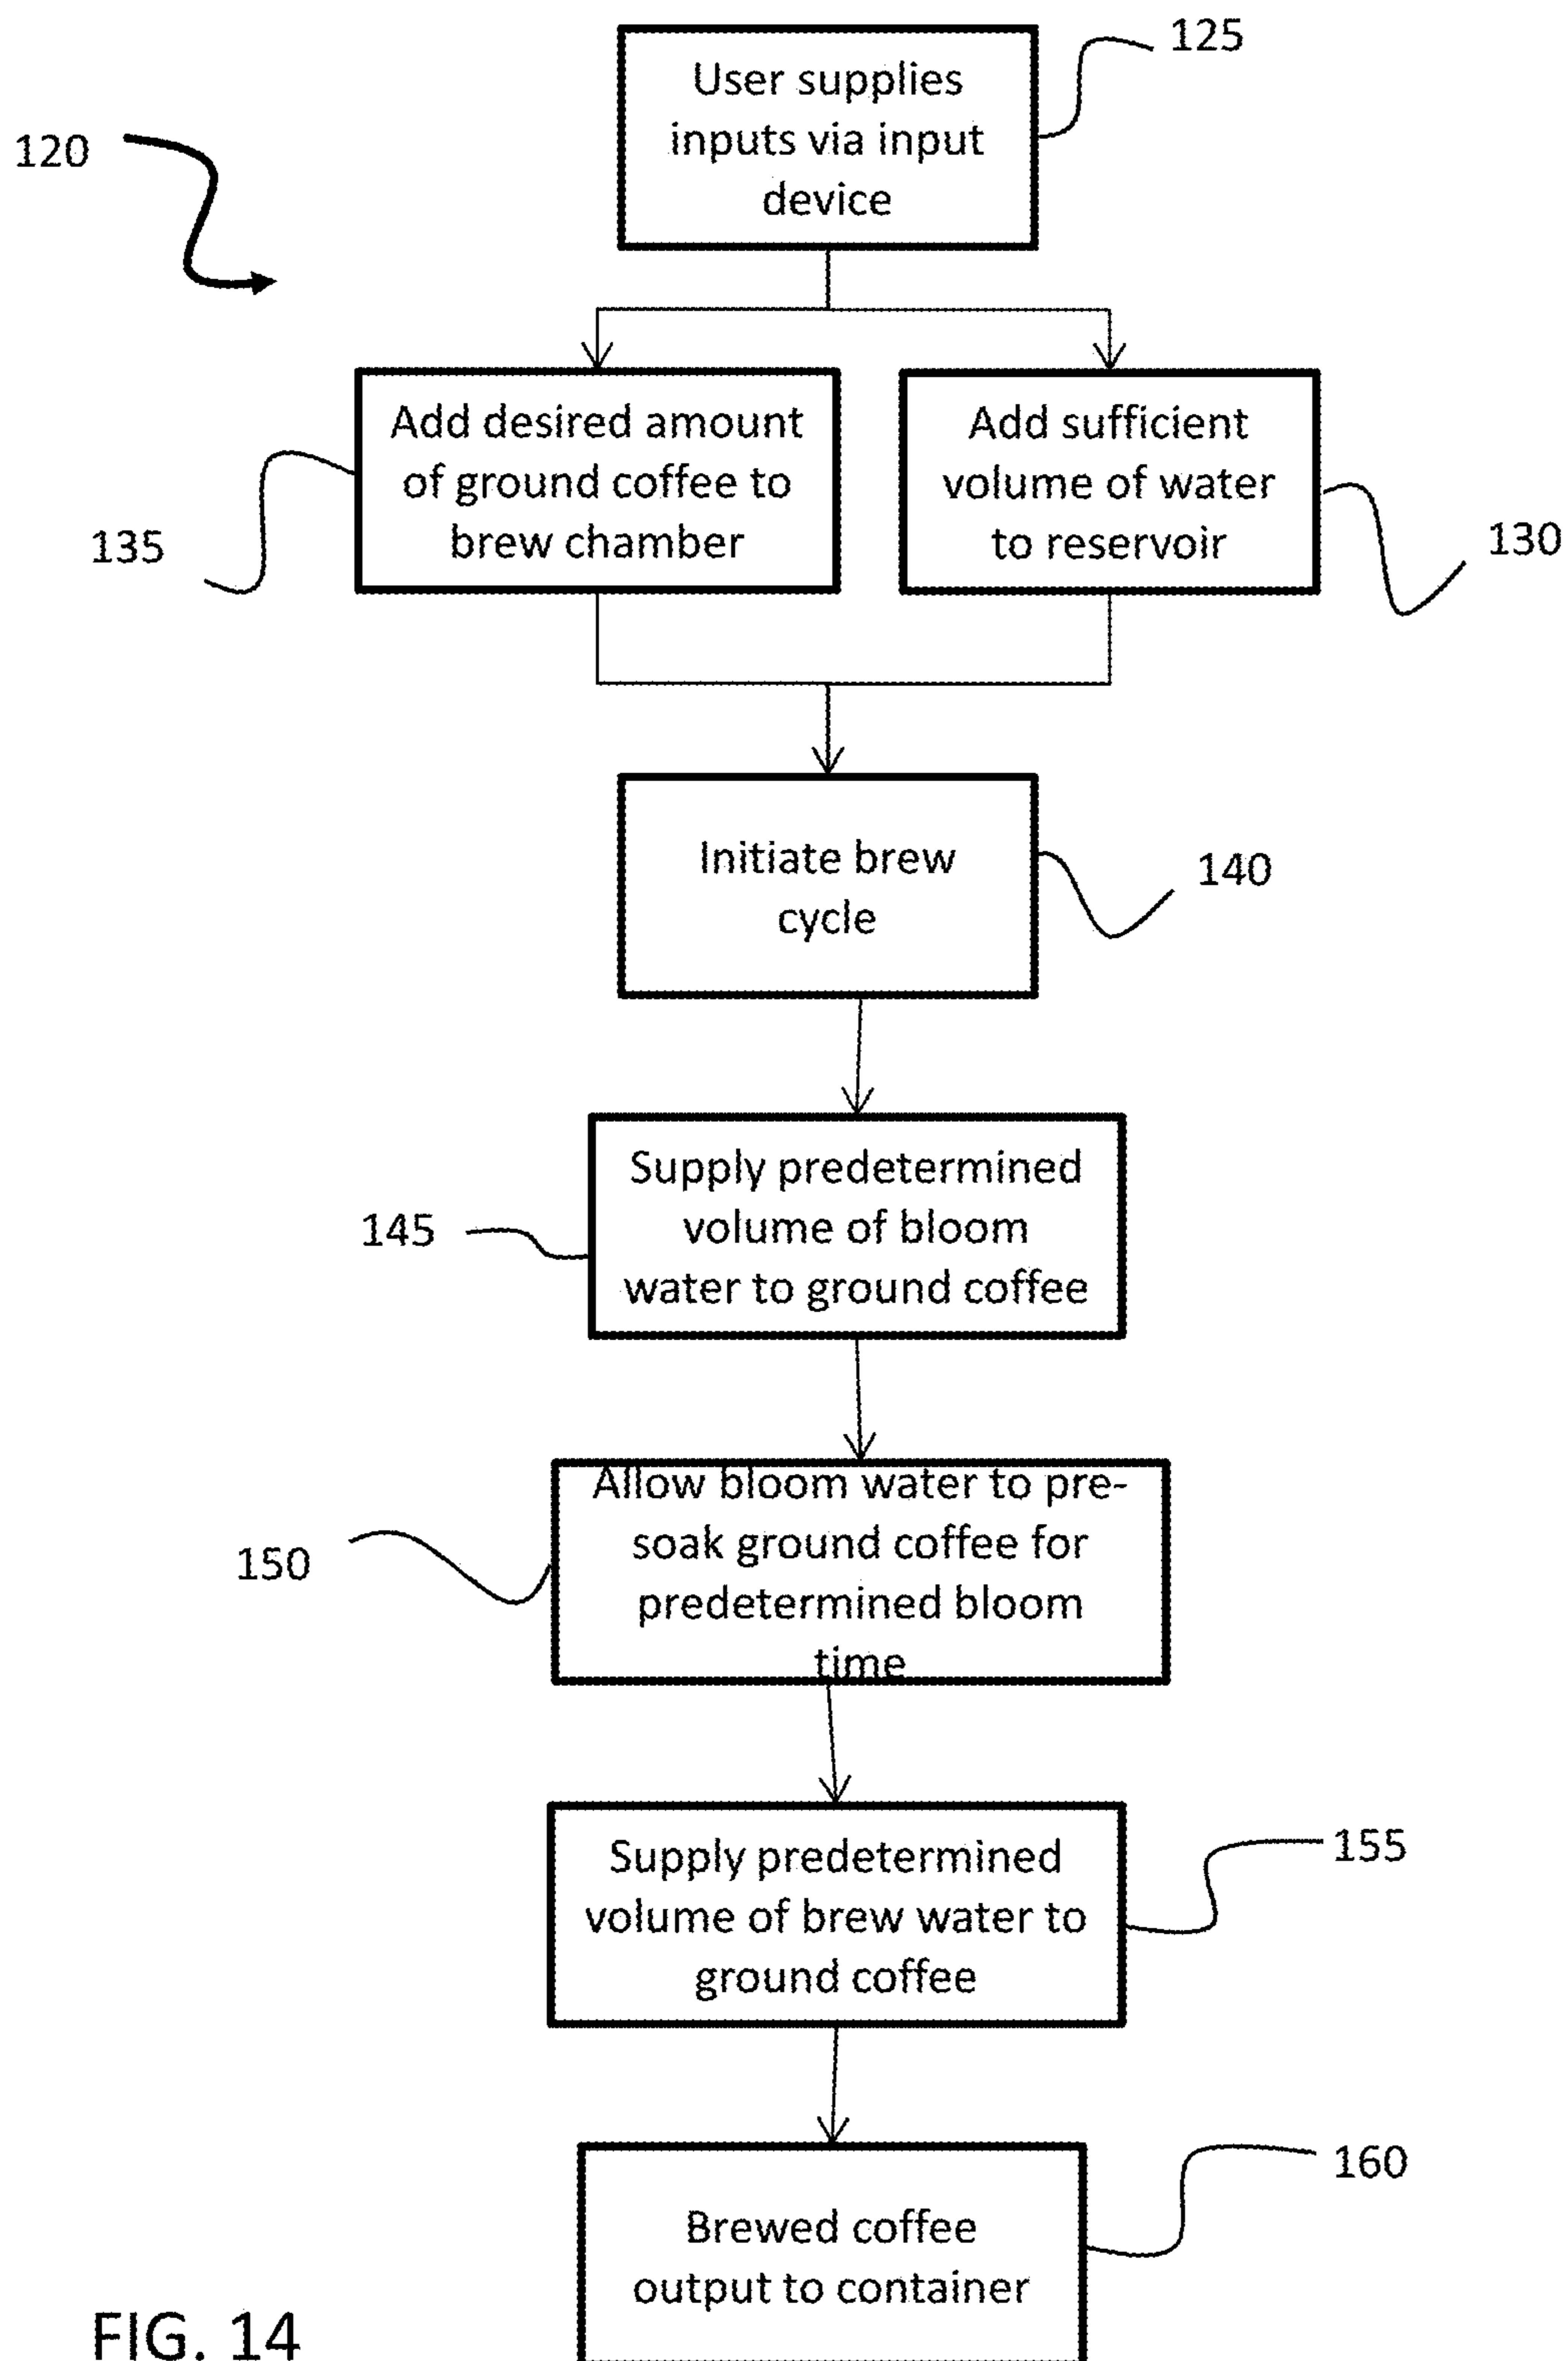 125
User supplies
inputs via input
device
120
Add desired amount
of ground coffee to
brew chamber
135
Add sufficient
volume of water
to reservoir
130
Initiate brew
cycle
140
Supply predetermined
volume of bloom
water to ground coffee
145
Allow bloom water to pre-
soak ground coffee for
predetermined bloom
time
150
Supply predetermined
volume of brew water to
ground coffee
155
Brewed coffee
output to container
160
FIG. 14